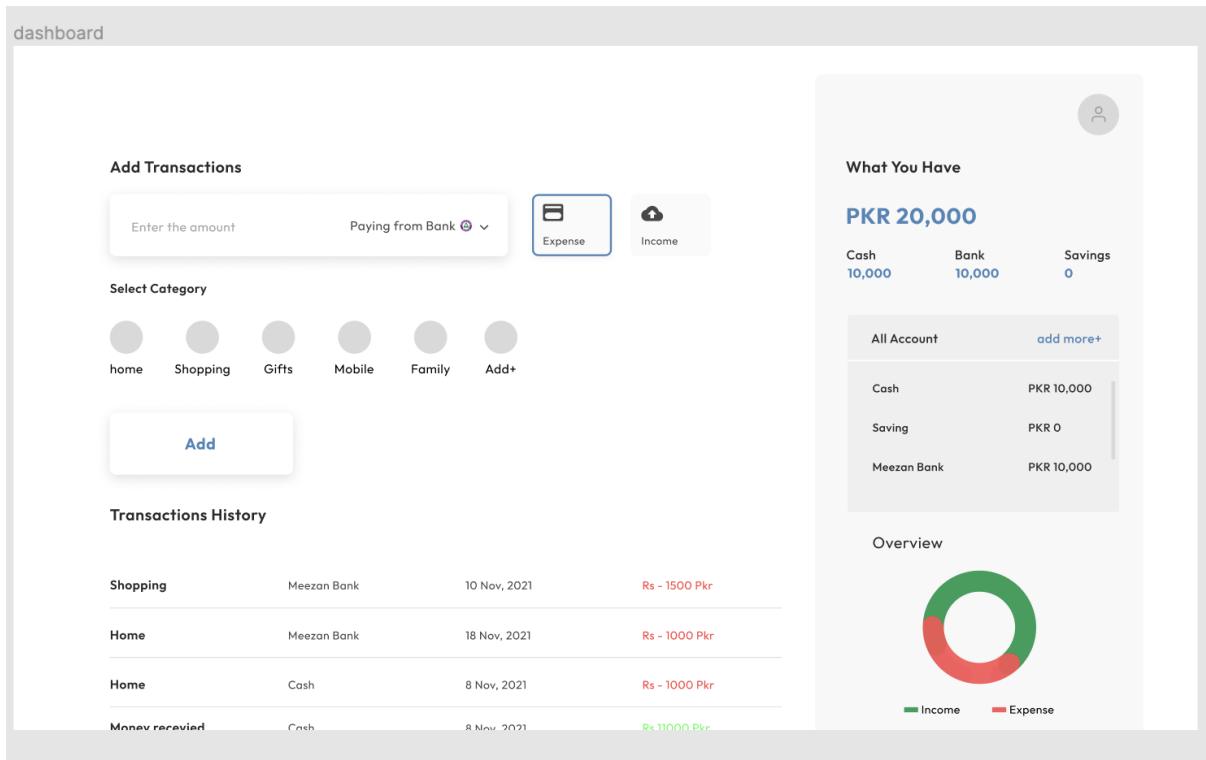 dashboard
Add Transactions
Enter the amount
Paying from Bank
Expense
Income
Select Category
home Shopping Gifts Mobile Family Add+
Add
Transactions History
Shopping Meezan Bank 10 Nov, 2021 Rs - 1500 Pkr
Home Meezan Bank 18 Nov, 2021 Rs - 1000 Pkr
Home Cash 8 Nov, 2021 Rs - 1000 Pkr
Money recevied Cash 8 Nov, 2021 Rs 11000 Pkr
What You Have
PKR 20,000
Cash Bank Savings
10,000 10,000 0
All Account add more+
Cash PKR 10,000
Saving PKR 0
Meezan Bank PKR 10,000
Overview
Income Expense